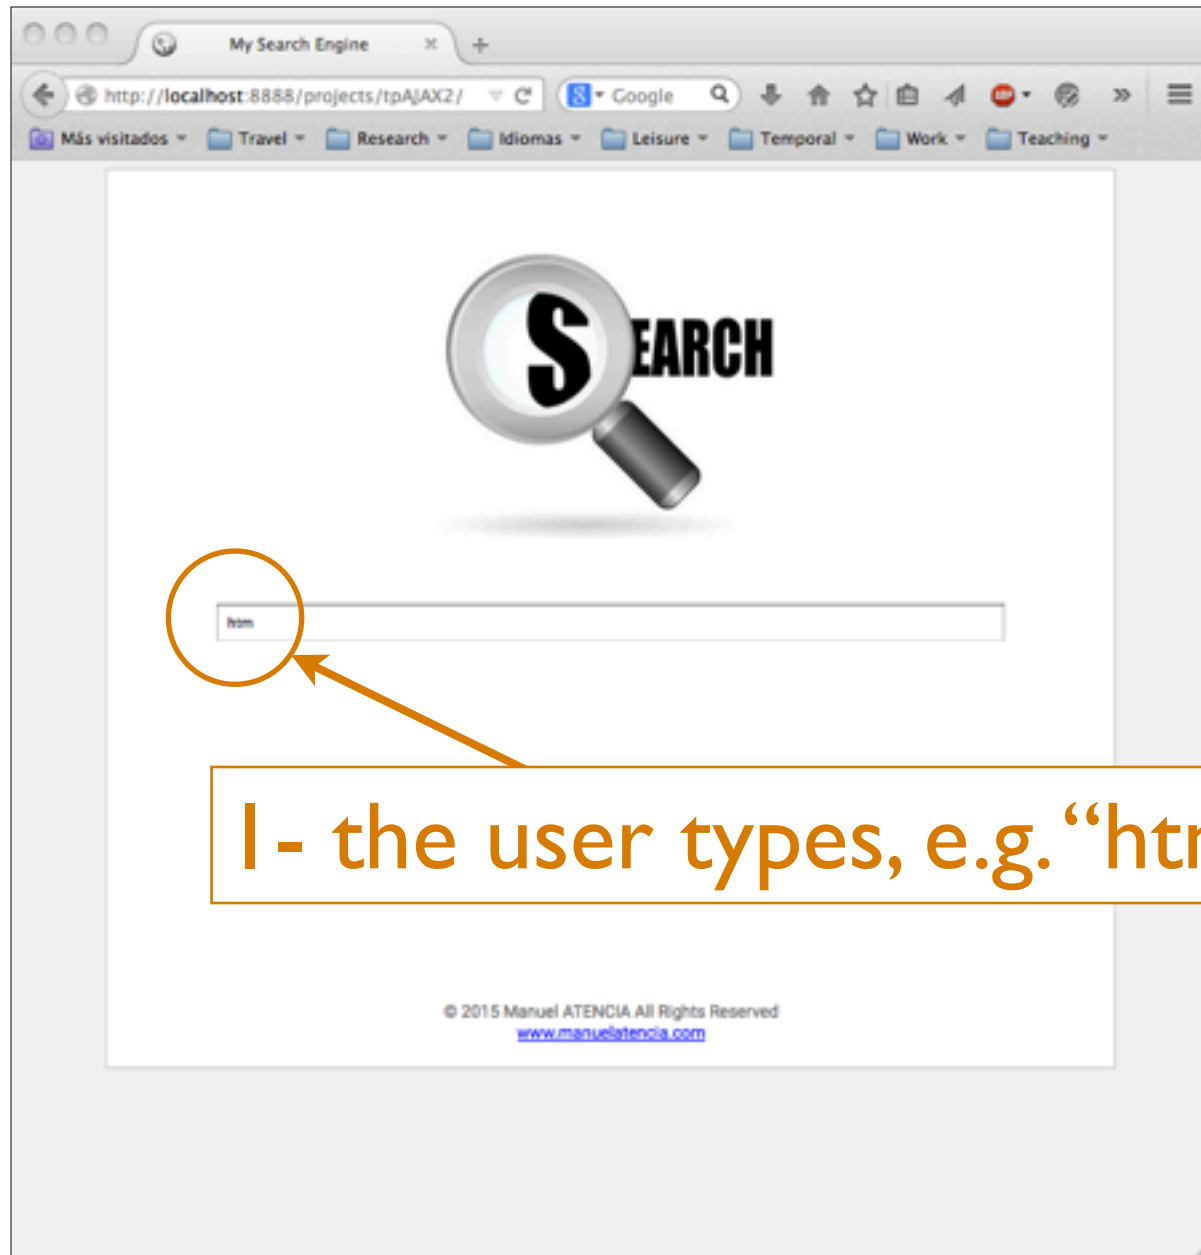 My Search Engine
http://localhost:8888/projects/tpAJAX2/ Google
Más visitados Travel Research Idiomas Leisure Temporal Work Teaching
SEARCH
htm
1- the user types, e.g. “htm
© 2015 Manuel ATENCIA All Rights Reserved
www.manuelatencia.com